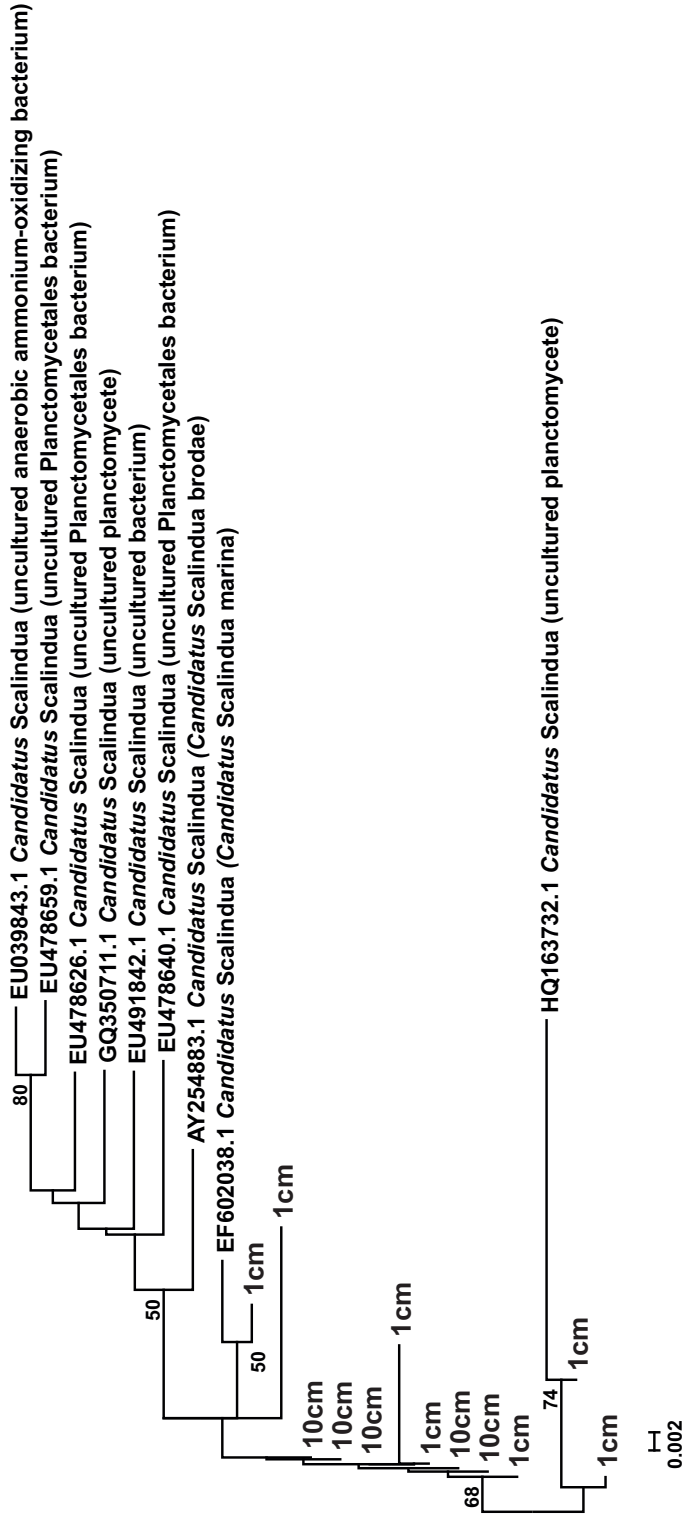 EU039843.1 Candidatus Scalindua (uncultured anaerobic ammonium-oxidizing bacterium)
80
EU478659.1 Candidatus Scalindua (uncultured Planctomycetales bacterium)
EU478626.1 Candidatus Scalindua (uncultured Planctomycetales bacterium)
GQ350711.1 Candidatus Scalindua (uncultured planctomycete)
EU491842.1 Candidatus Scalindua (uncultured bacterium)
50
EU478640.1 Candidatus Scalindua (uncultured Planctomycetales bacterium)
AY254883.1 Candidatus Scalindua (Candidatus Scalindua brodae)
EF602038.1 Candidatus Scalindua (Candidatus Scalindua marina)
1cm
50
1cm
10cm
10cm
10cm
1cm
1cm
10cm
10cm
68
1cm
HQ163732.1 Candidatus Scalindua (uncultured planctomycete)
74
1cm
1cm
0.002